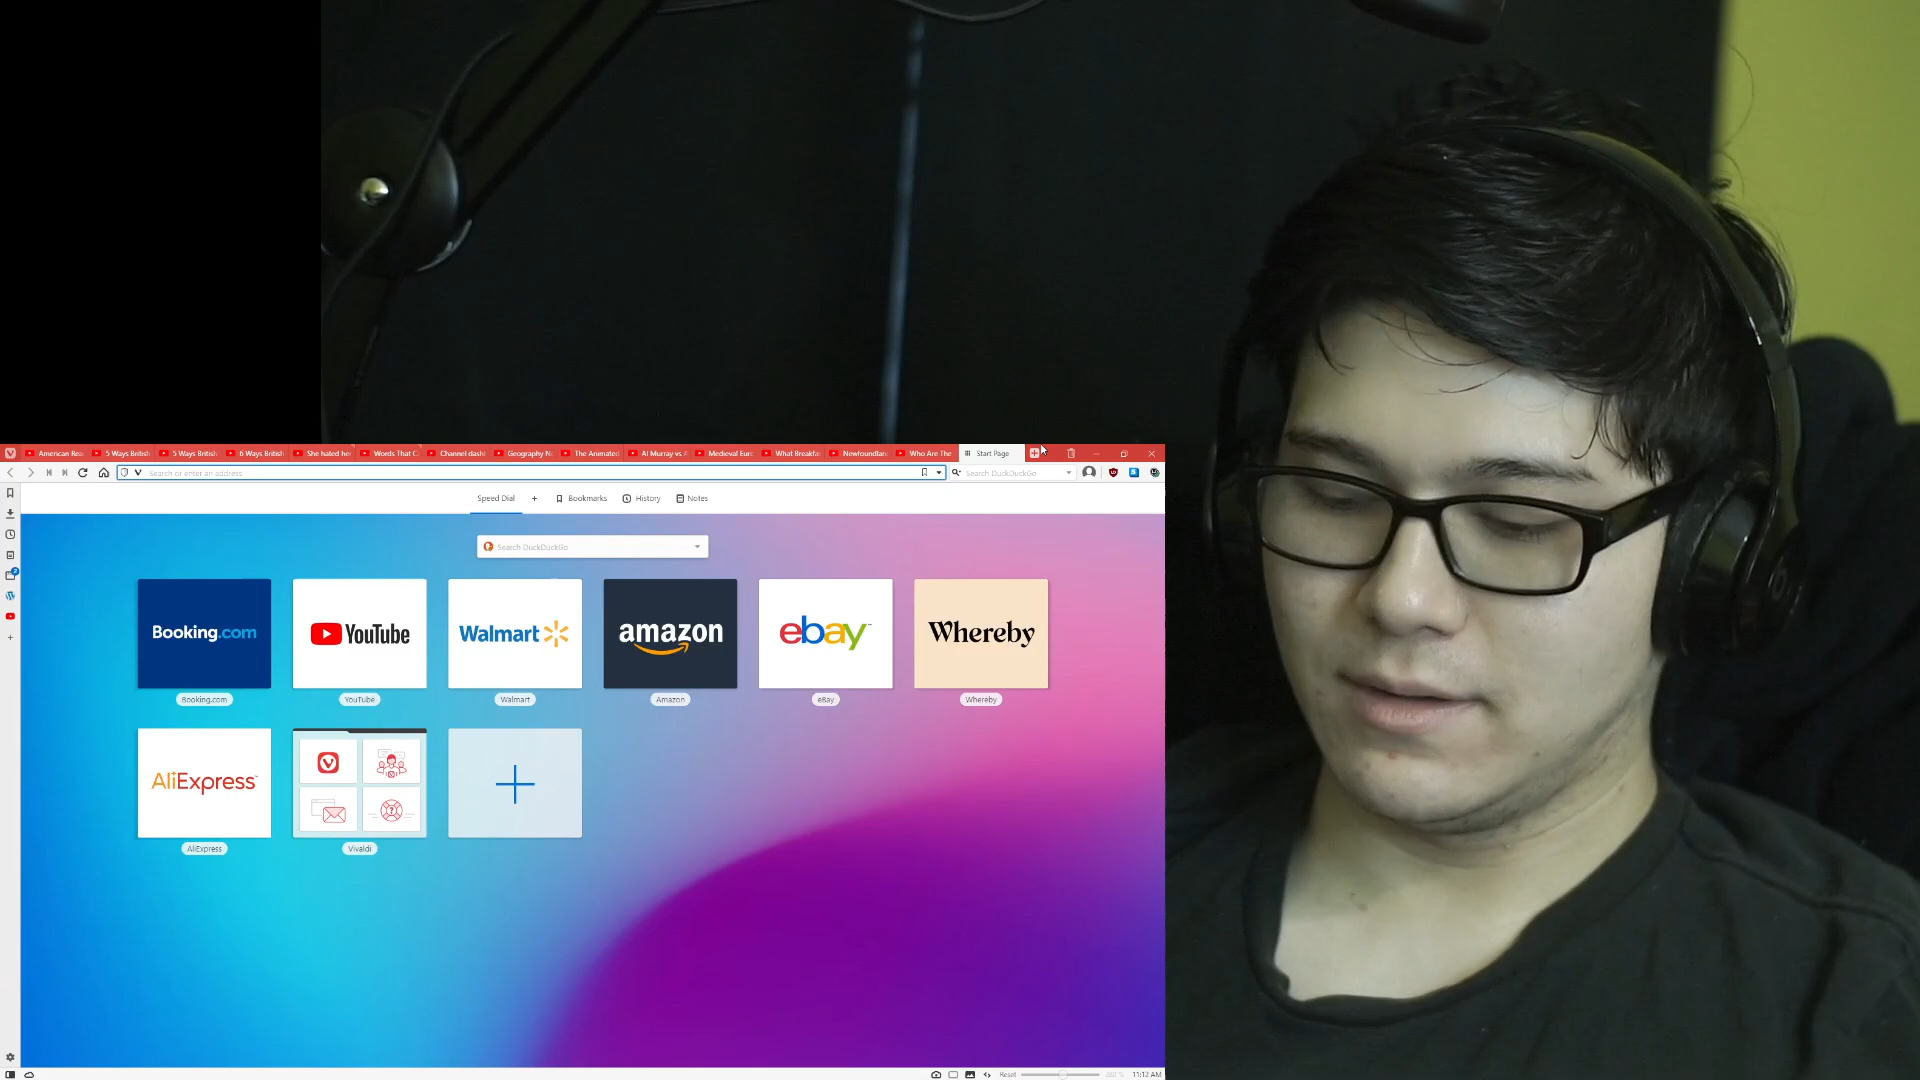 American Rea
5 Ways British
5 Ways British
6 Ways British
She hated he
Words That C
Channel dash
Geography N
The Animated
Al Murray vs A
Medieval Eur
What Breakfa
Newfoundlan
Who Are The
Start Page
Search or enter an address
Search DuckDuckGo
Speed Dial
Bookmarks
History
Notes
Search DuckDuckGo
Booking.com
YouTube
Walmart
amazon
ebay
Whereby
Booking.com
YouTube
Walmart
Amazon
eBay
Whereby
AliExpress
AliExpress
Vivaldi
Reset
11:12 AM